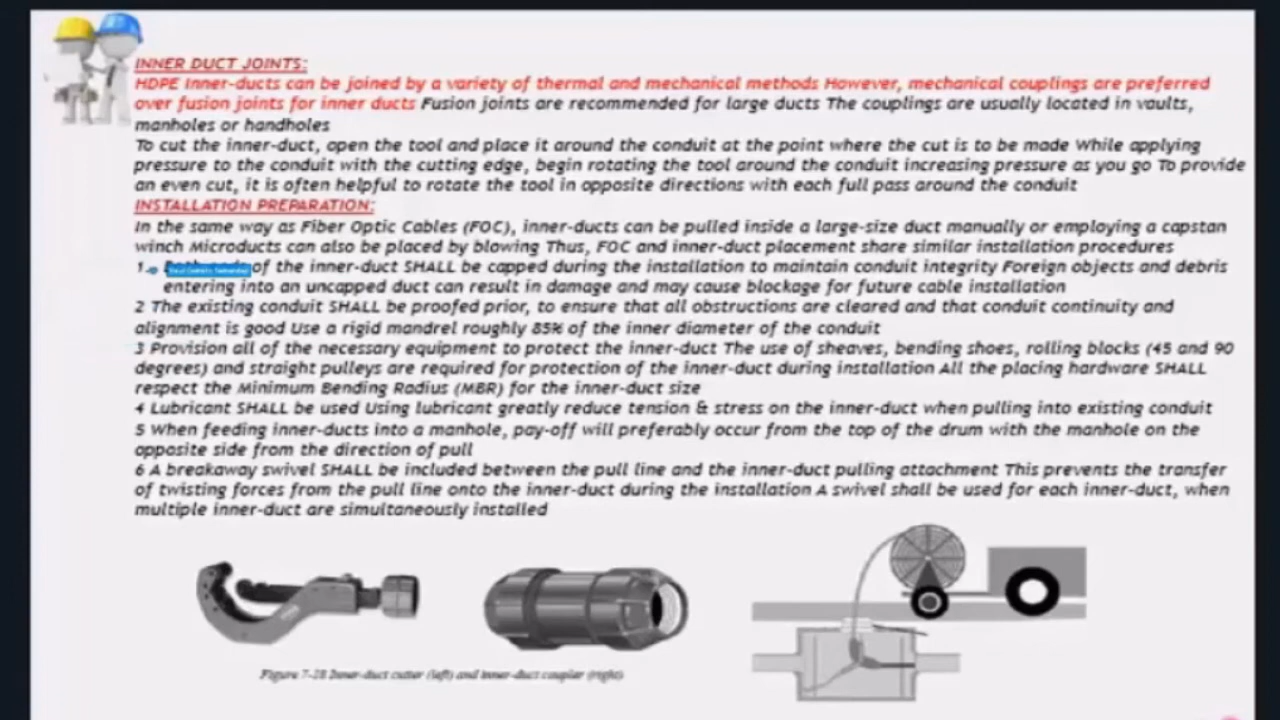 INNER DUCT JOINTS:
HDPE Inner-ducts can be joined by a variety of thermal and mechanical methods However, mechanical couplings are preferred
over fusion joints for inner ducts Fusion joints are recommended for large ducts The couplings are usually located in vaults,
manholes or handholes
To cut the inner-duct, open the tool and place it around the conduit at the point where the cut is to be made While applying
pressure to the conduit with the cutting edge, begin rotating the tool around the conduit increasing pressure as you go To provide
an even cut, it is often helpful to rotate the tool in opposite directions with each full pass around the conduit
INSTALLATION PREPARATION:
In the same way as Fiber Optic Cables (FOC), inner-ducts can be pulled inside a large-size duct manually or employing a capstan
winch Microducts can also be placed by blowing Thus, FOC and inner-duct placement share similar installation procedures
1. of the inner-duct SHALL be capped during the installation to maintain conduit integrity Foreign objects and debris
entering into an uncapped duct can result in damage and may cause blockage for future cable installation
2 The existing conduit SHALL be proofed prior, to ensure that all obstructions are cleared and that conduit continuity and
alignment is good Use a rigid mandrel roughly 85% of the inner diameter of the conduit
3 Provision all of the necessary equipment to protect the inner-duct The use of sheaves, bending shoes, rolling blocks (45 and 90
degrees) and straight pulleys are required for protection of the inner-duct during installation All the placing hardware SHALL
respect the Minimum Bending Radius (MBR) for the inner-duct size
4 Lubricant SHALL be used Using lubricant greatly reduce tension & stress on the inner-duct when pulling into existing conduit
5 When feeding inner-ducts into a manhole, pay-off will preferably occur from the top of the drum with the manhole on the
opposite side from the direction of pull
6 A breakaway swivel SHALL be included between the pull line and the inner-duct pulling attachment This prevents the transfer
of twisting forces from the pull line onto the inner-duct during the installation A swivel shall be used for each inner-duct, when
multiple inner-duct are simultaneously installed
Figure 7-28 Inner-duct cutter (left) and inner-duct coupler (right)